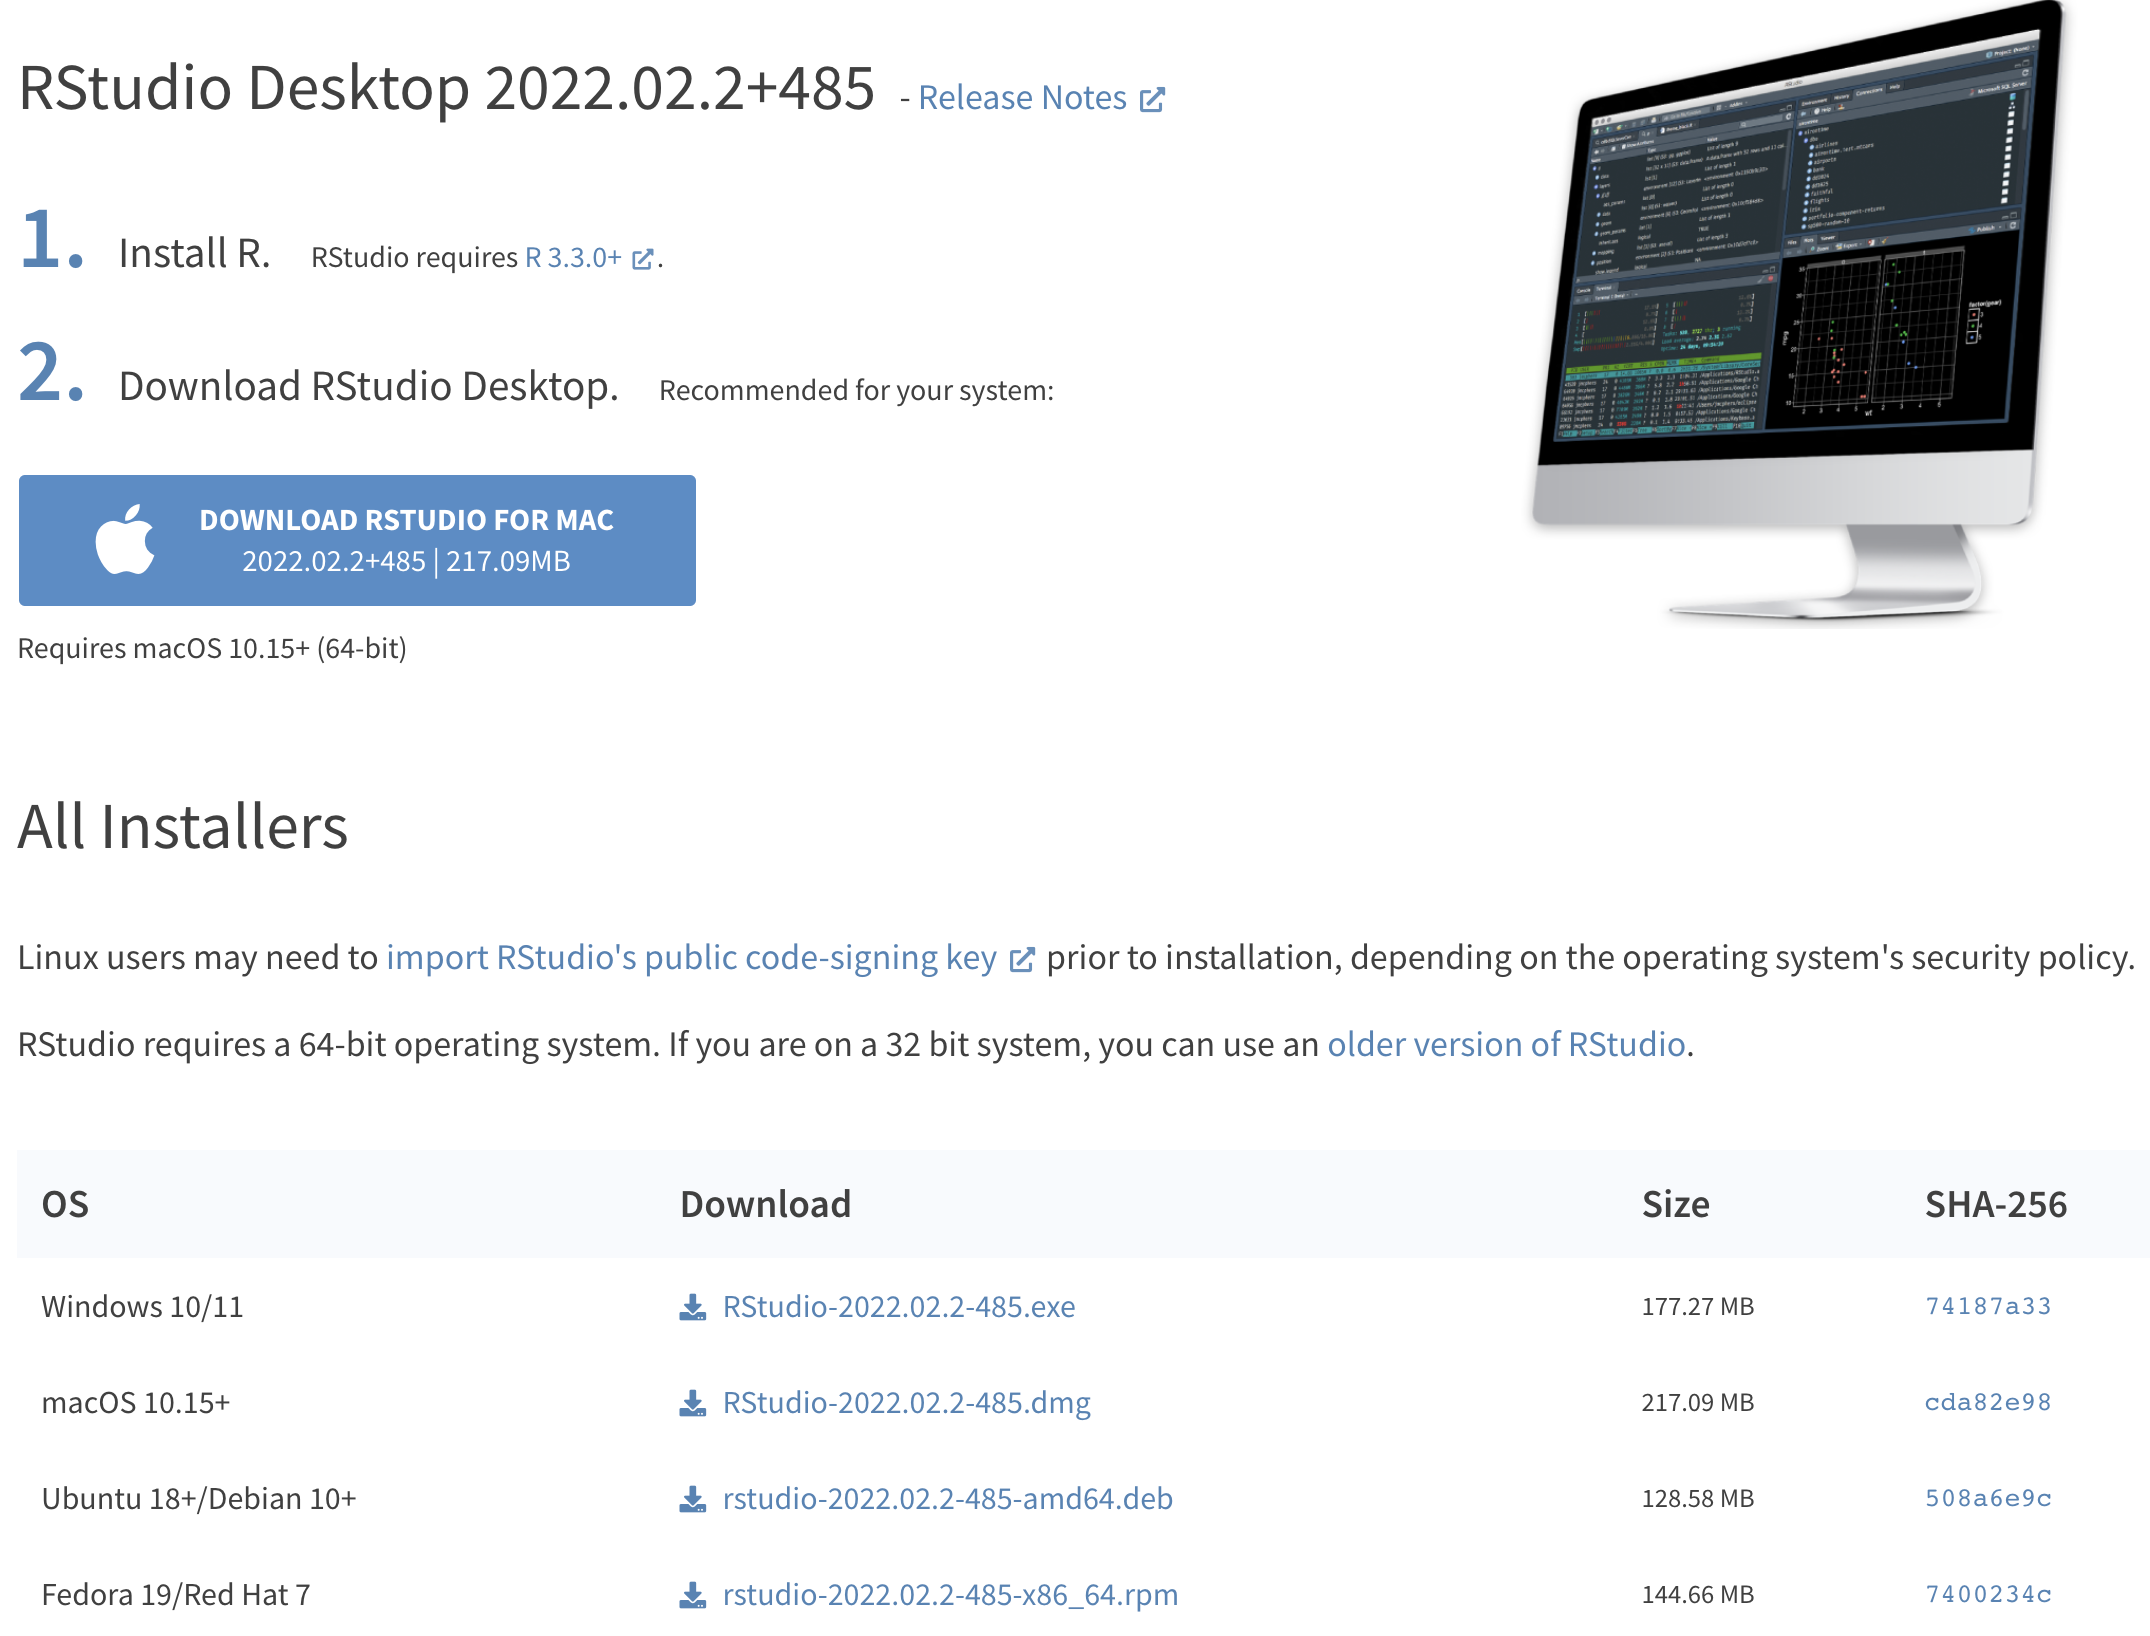 RStudio Desktop 2022.02.2+485 - Release Notes
1. Install R. RStudio requires R 3.3.0+ .
2. Download RStudio Desktop. Recommended for your system:
DOWNLOAD RSTUDIO FOR MAC
2022.02.2+485 | 217.09MB
Requires macOS 10.15+ (64-bit)
All Installers
Linux users may need to import RStudio's public code-signing key prior to installation, depending on the operating system's security policy.
RStudio requires a 64-bit operating system. If you are on a 32 bit system, you can use an older version of RStudio.
OS Download Size SHA-256
Windows 10/11 RStudio-2022.02.2-485.exe 177.27 MB 74187a33
macOS 10.15+ RStudio-2022.02.2-485.dmg 217.09 MB cda82e98
Ubuntu 18+/Debian 10+ rstudio-2022.02.2-485-amd64.deb 128.58 MB 508a6e9c
Fedora 19/Red Hat 7 rstudio-2022.02.2-485-x86_64.rpm 144.66 MB 7400234c